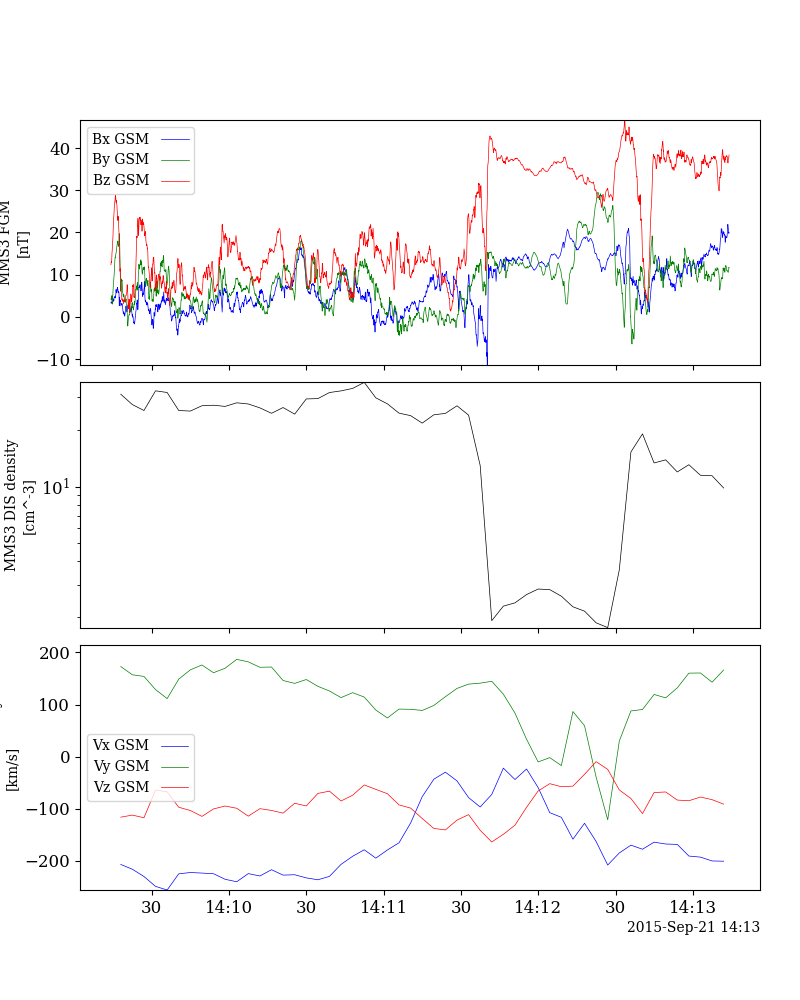 Bx GSM
By GSM
Bz GSM
40
30
20
10
0
−10
MMS3 FGM
[nT]
10^1
MMS3 DIS density
[cm^-3]
200
100
0
−100
−200
[km/s]
Vx GSM
Vy GSM
Vz GSM
30 14:10 30 14:11 30 14:12 30 14:13
2015-Sep-21 14:13